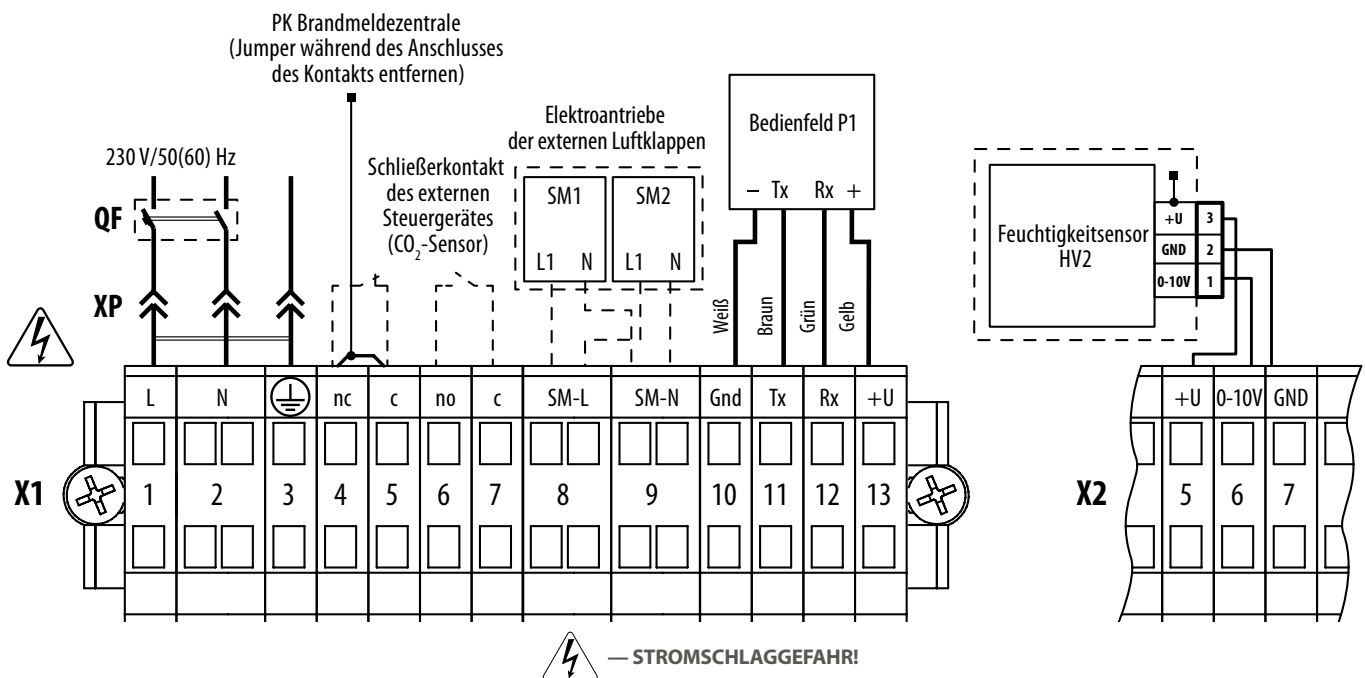 PK Brandmeldezentrale
(Jumper während des Anschlusses
des Kontakts entfernen)
230 V/50(60) Hz
QF
XP
Schließerkontakt
des externen
Steuergerätes
(CO₂-Sensor)
Elektroantriebe
der externen Luftklappen
SM1
L1 N
SM2
L1 N
Bedienfeld P1
– Tx Rx +
Weiß
Braun
Grün
Gelb
Feuchtigkeitsensor
HV2
+U 3
GND 2
0-10V 1
L N nc c no c SM-L SM-N Gnd Tx Rx +U
X1 1 2 3 4 5 6 7 8 9 10 11 12 13
+U 0-10V GND
X2 5 6 7
— STROMSCHLAGGEFAHR!